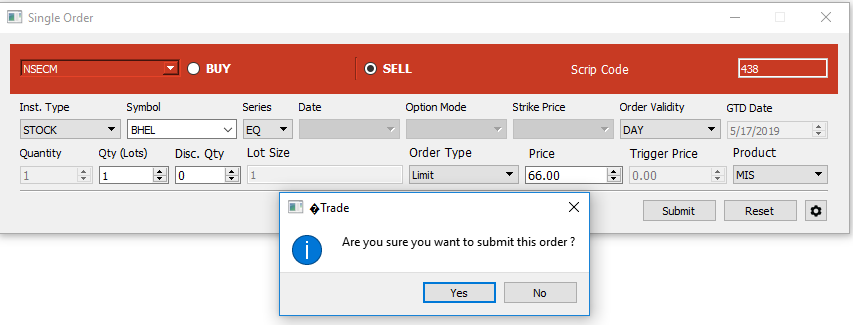 Single Order
NSECM BUY SELL Scrip Code 438
Inst. Type Symbol Series Date Option Mode Strike Price Order Validity GTD Date
STOCK BHEL EQ DAY 5/17/2019
Quantity Qty (Lots) Disc. Qty Lot Size Order Type Price Trigger Price Product
1 1 0 1 Limit 66.00 0.00 MIS
Submit Reset
�Trade
Are you sure you want to submit this order ?
Yes No